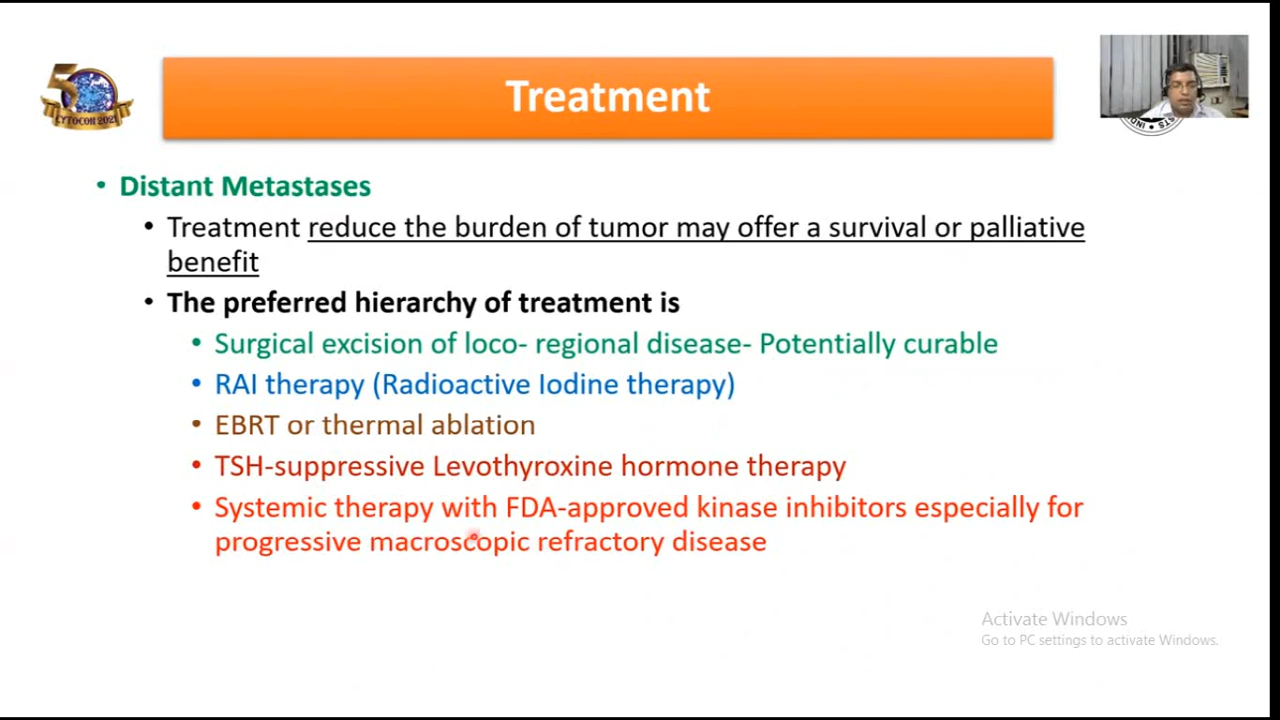 Treatment
50
CYTOCON 2021
• Distant Metastases
• Treatment reduce the burden of tumor may offer a survival or palliative
benefit
• The preferred hierarchy of treatment is
• Surgical excision of loco- regional disease- Potentially curable
• RAI therapy (Radioactive Iodine therapy)
• EBRT or thermal ablation
• TSH-suppressive Levothyroxine hormone therapy
• Systemic therapy with FDA-approved kinase inhibitors especially for
progressive macroscopic refractory disease
Activate Windows
Go to PC settings to activate Windows.